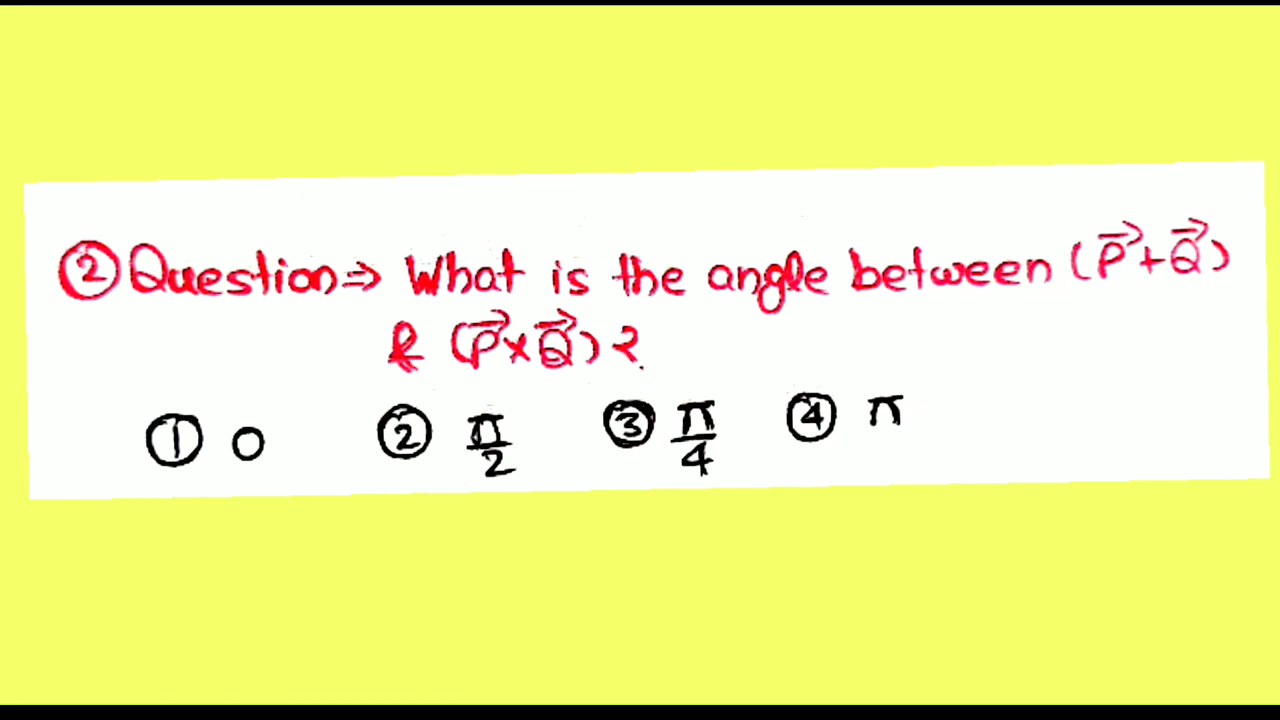 ② Question ⇒ What is the angle between (P⃗+Q⃗)
& (P⃗×Q⃗) ?
① 0 ② π/2 ③ π/4 ④ π